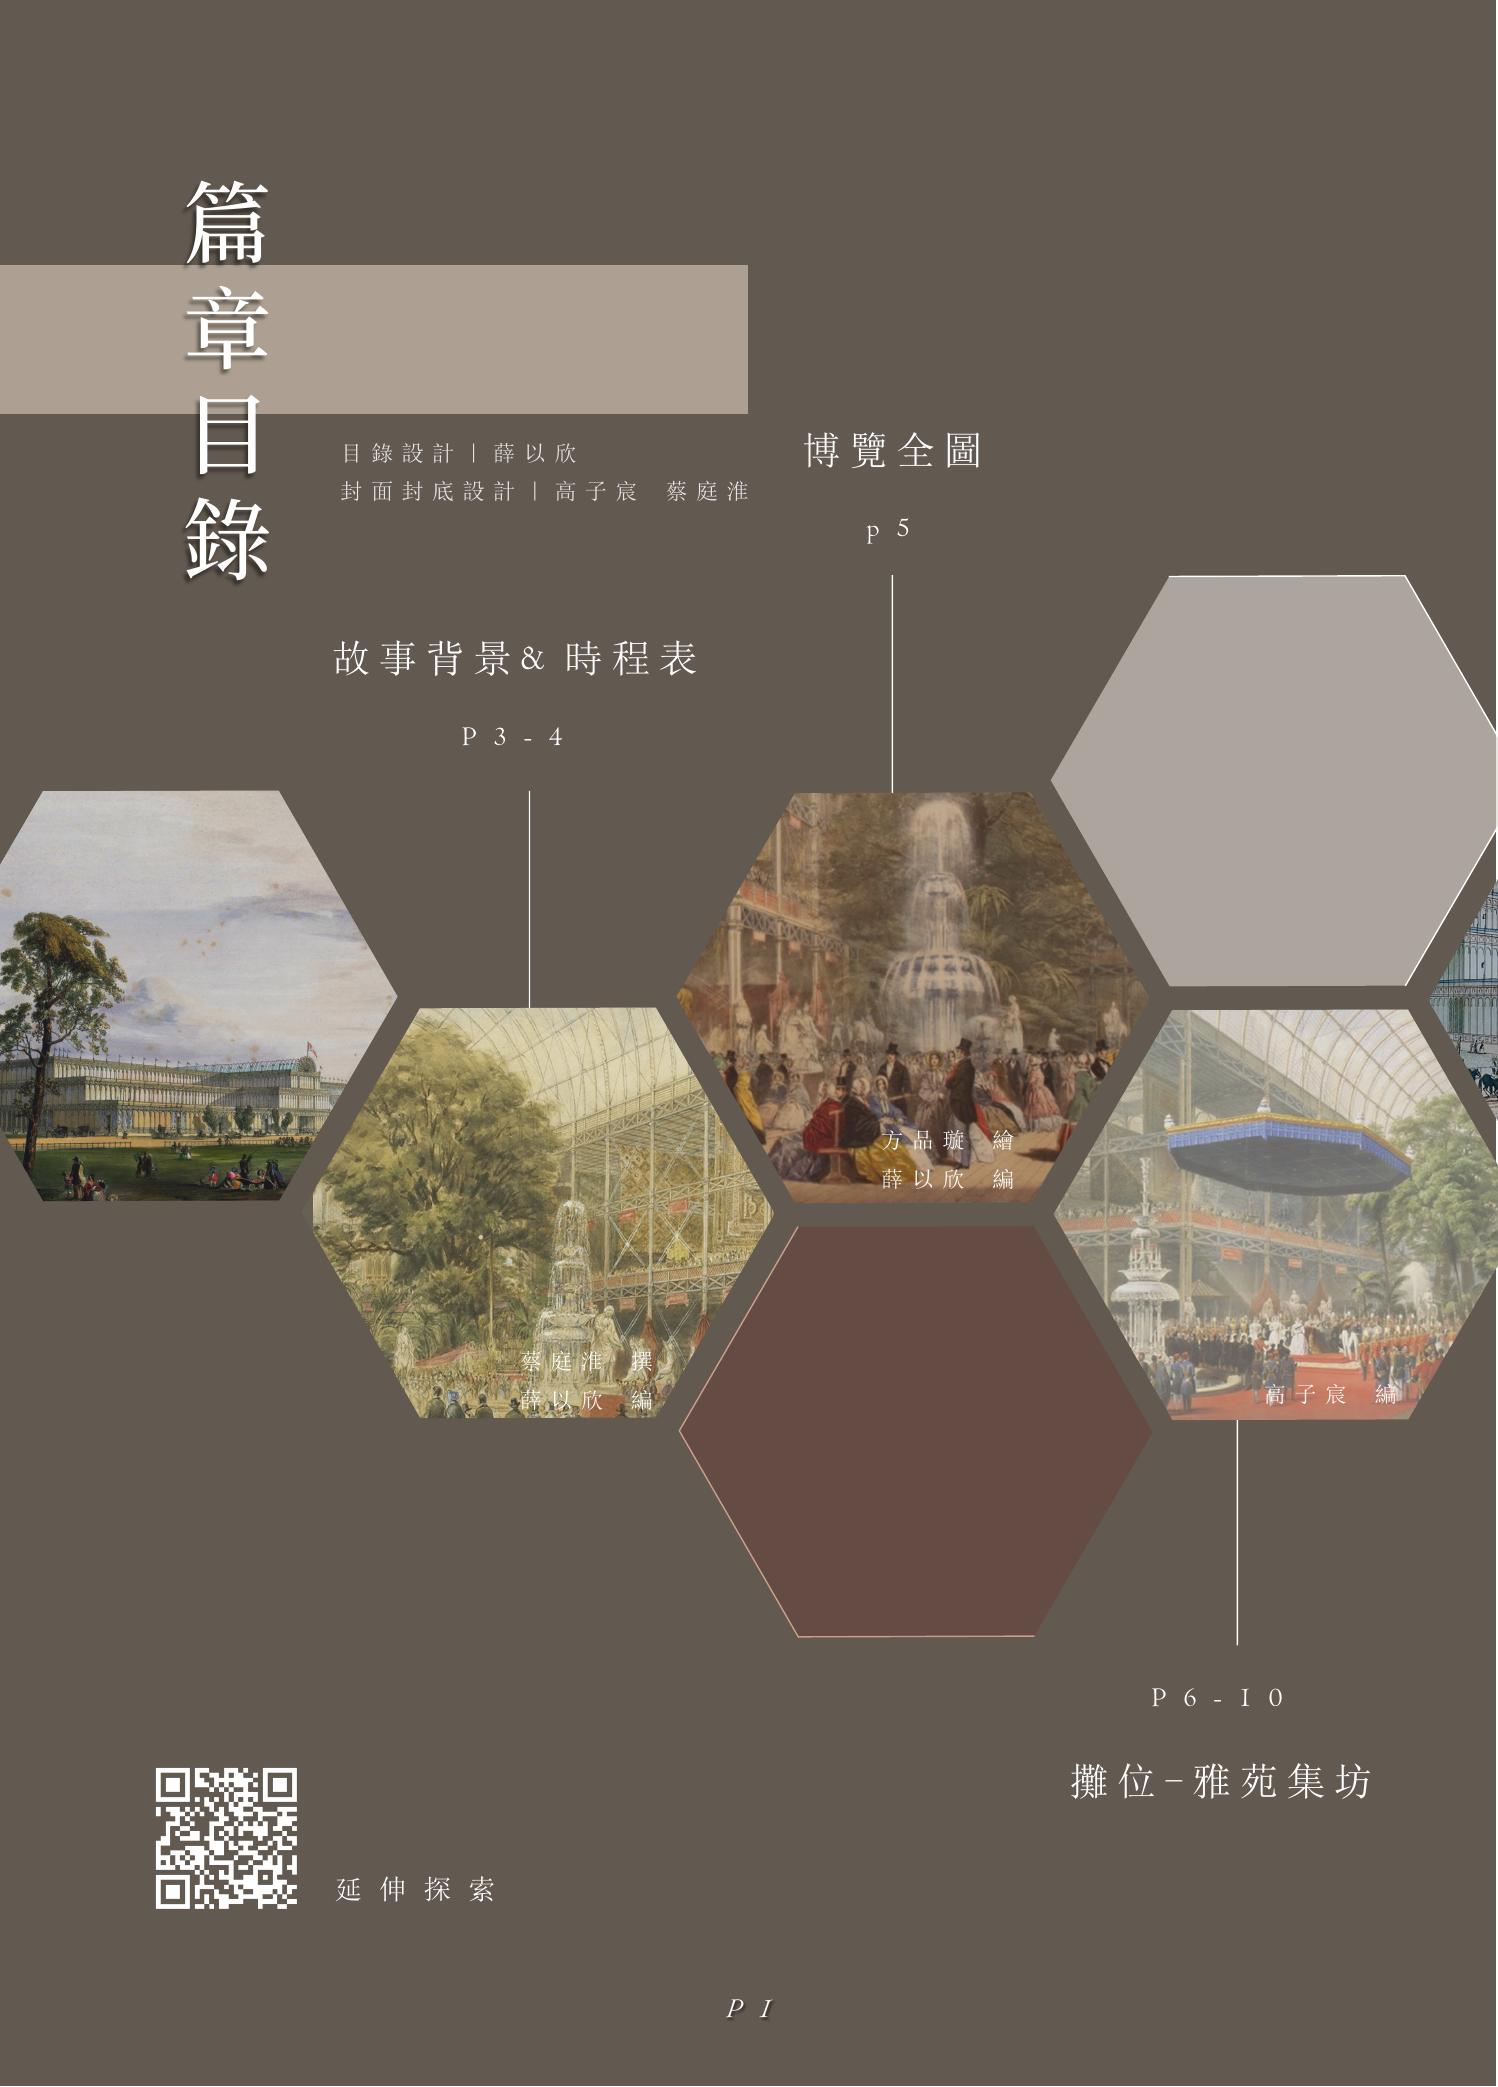 篇章目錄
目錄設計｜薛以欣
封面封底設計｜高子宸 蔡庭淮
博覽全圖
p 5
故事背景& 時程表
P 3 - 4
方品璇 繪
薛以欣 編
蔡庭淮 撰
薛以欣 編
高子宸 編
P 6 - 1 0
攤位-雅苑集坊
延伸探索
P 1